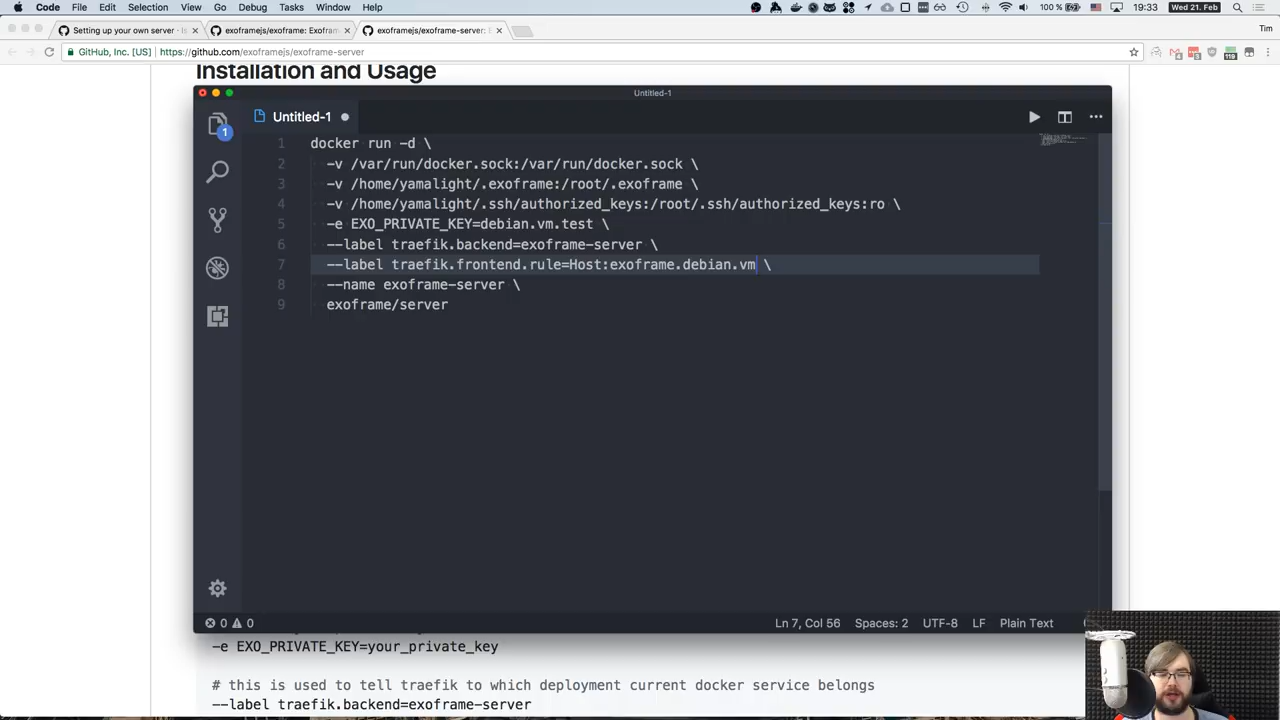 Code File Edit Selection View Go Debug Tasks Window Help 100 % 19:33 Wed 21. Feb
Setting up your own server · Is exoframejs/exoframe: Exofram exoframejs/exoframe-server: E Tim
GitHub, Inc. [US] https://github.com/exoframejs/exoframe-server
Installation and Usage
Untitled-1
Untitled-1
1
1 docker run -d \
2 -v /var/run/docker.sock:/var/run/docker.sock \
3 -v /home/yamalight/.exoframe:/root/.exoframe \
4 -v /home/yamalight/.ssh/authorized_keys:/root/.ssh/authorized_keys:ro \
5 -e EXO_PRIVATE_KEY=debian.vm.test \
6 --label traefik.backend=exoframe-server \
7 --label traefik.frontend.rule=Host:exoframe.debian.vm \
8 --name exoframe-server \
9 exoframe/server
0 0 Ln 7, Col 56 Spaces: 2 UTF-8 LF Plain Text
-e EXO_PRIVATE_KEY=your_private_key
# this is used to tell traefik to which deployment current docker service belongs
--label traefik.backend=exoframe-server